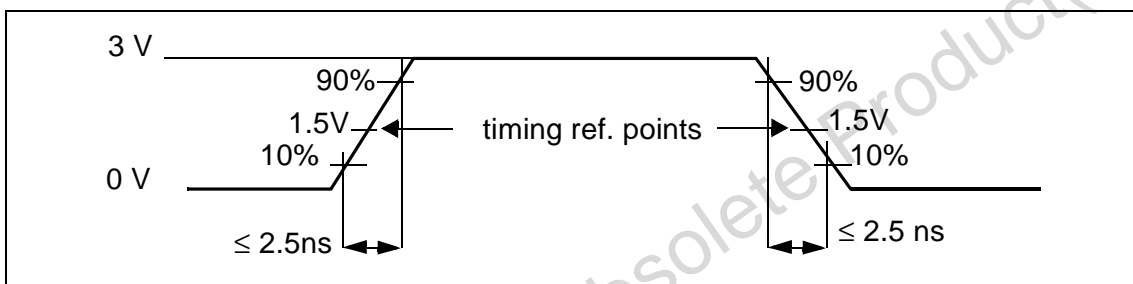 3 V
90%
90%
1.5V
timing ref. points
1.5V
10%
10%
0 V
≤ 2.5ns
≤ 2.5 ns
bsolete Product(